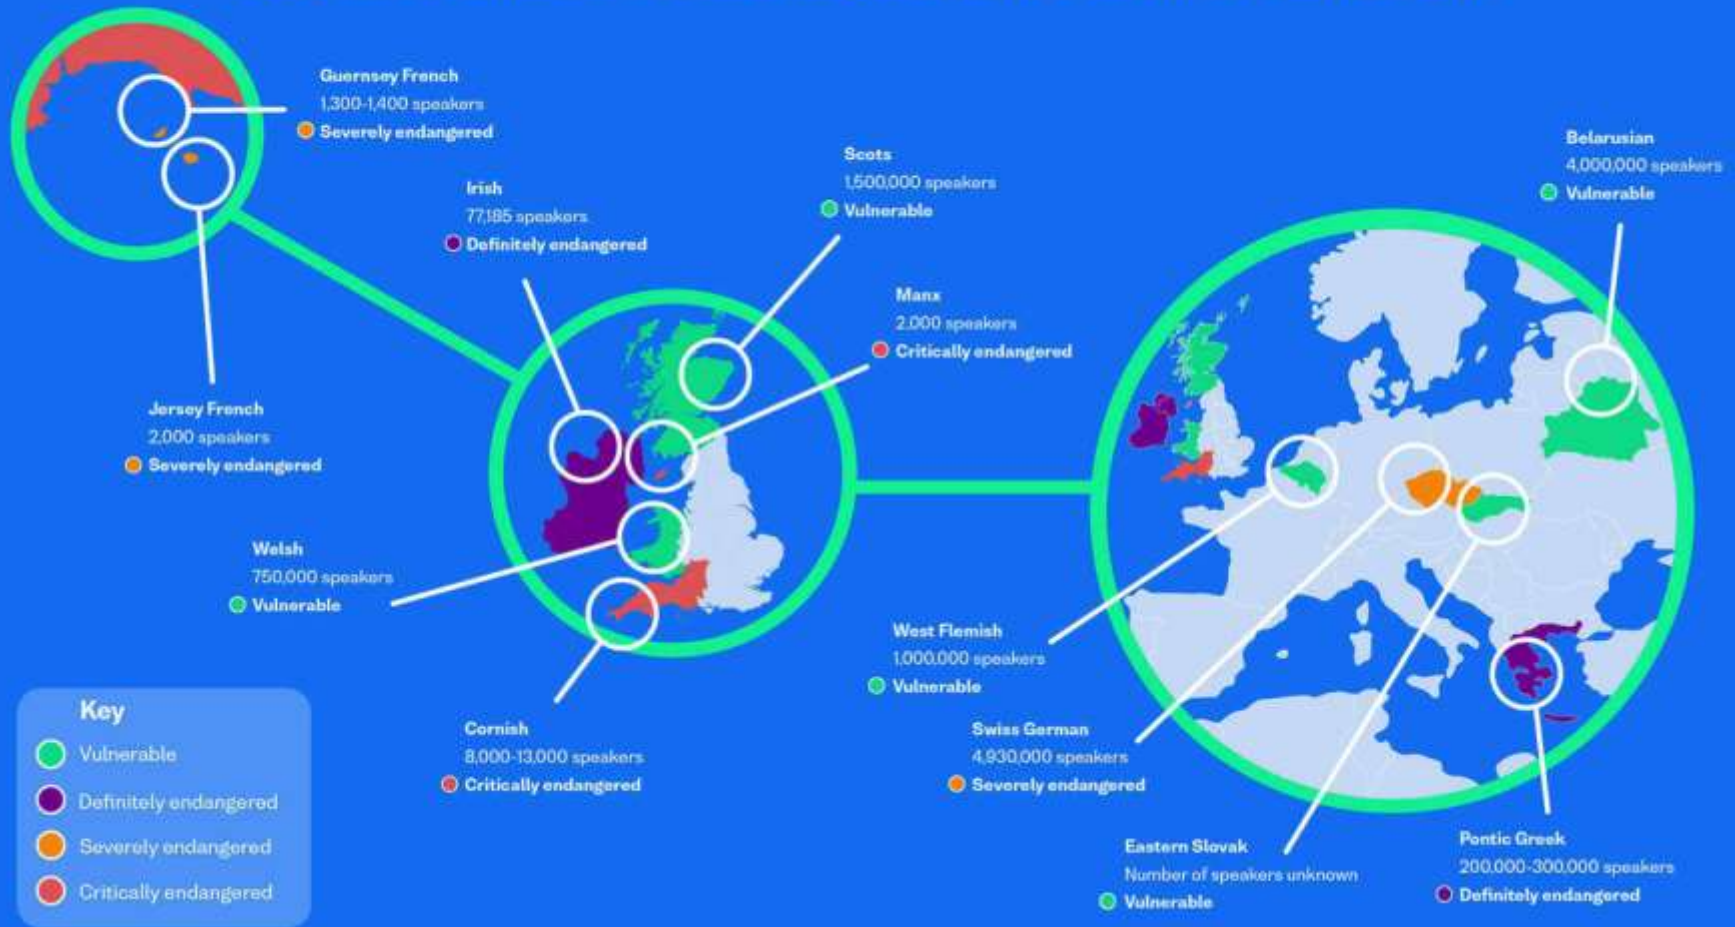 Guernsey French
1,300-1,400 speakers
Severely endangered
Jersey French
2,000 speakers
Severely endangered
Irish
77,185 speakers
Definitely endangered
Scots
1,500,000 speakers
Vulnerable
Manx
2,000 speakers
Critically endangered
Welsh
750,000 speakers
Vulnerable
Cornish
8,000-13,000 speakers
Critically endangered
Belarusian
4,000,000 speakers
Vulnerable
West Flemish
1,000,000 speakers
Vulnerable
Swiss German
4,930,000 speakers
Severely endangered
Eastern Slovak
Number of speakers unknown
Vulnerable
Pontic Greek
200,000-300,000 speakers
Definitely endangered
Key
Vulnerable
Definitely endangered
Severely endangered
Critically endangered